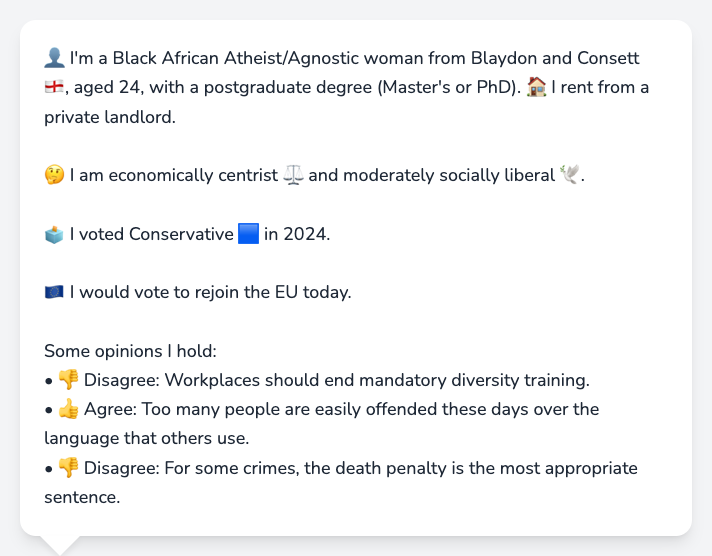 👤 I'm a Black African Atheist/Agnostic woman from Blaydon and Consett
🏴󠁧󠁢󠁥󠁮󠁧󠁿, aged 24, with a postgraduate degree (Master's or PhD). 🏠 I rent from a
private landlord.
🤔 I am economically centrist ⚖️ and moderately socially liberal 🕊️.
🗳️ I voted Conservative 🟦 in 2024.
🇪🇺 I would vote to rejoin the EU today.
Some opinions I hold:
• 👎 Disagree: Workplaces should end mandatory diversity training.
• 👍 Agree: Too many people are easily offended these days over the
language that others use.
• 👎 Disagree: For some crimes, the death penalty is the most appropriate
sentence.